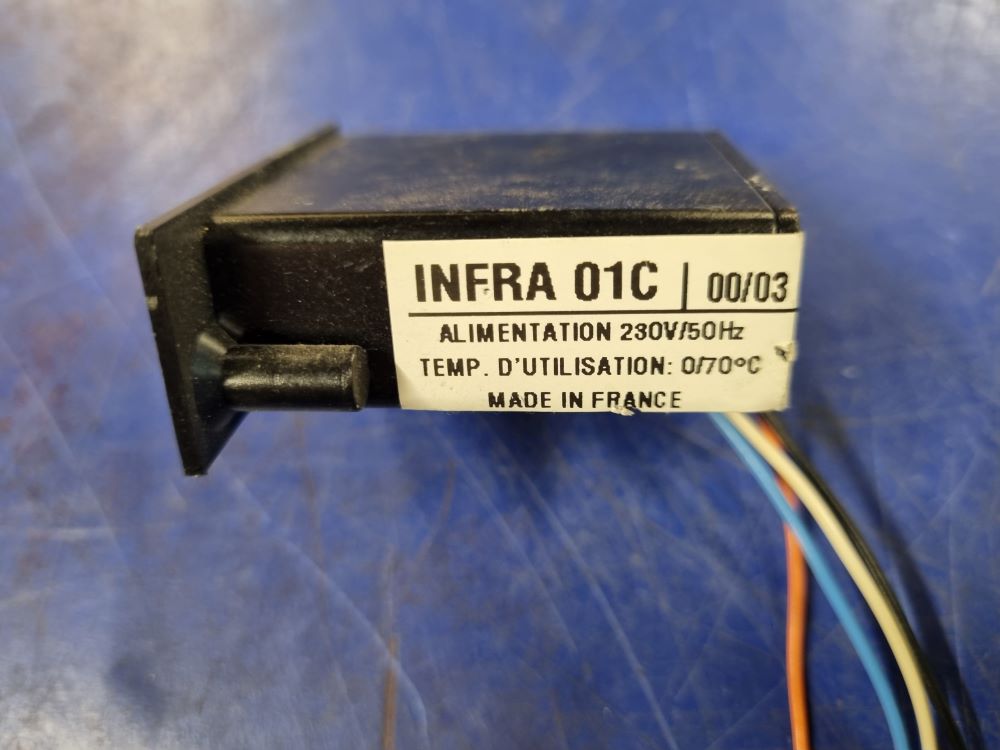 INFRA 01C | 00/03
ALIMENTATION 230V/50Hz
TEMP. D'UTILISATION: 0/70°C
MADE IN FRANCE